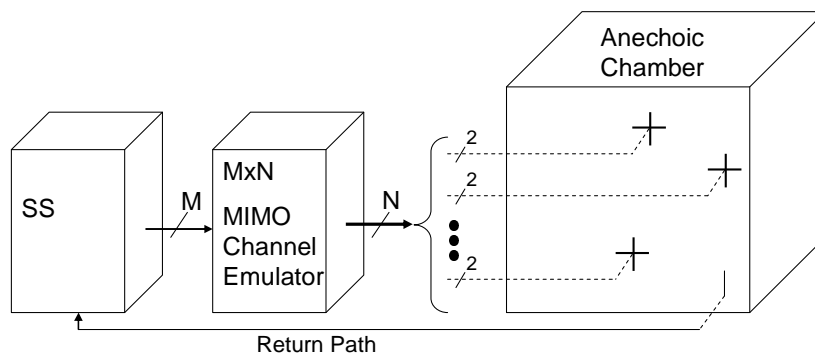 Anechoic
Chamber
SS
M
MxN
MIMO
Channel
Emulator
N
2
2
2
Return Path